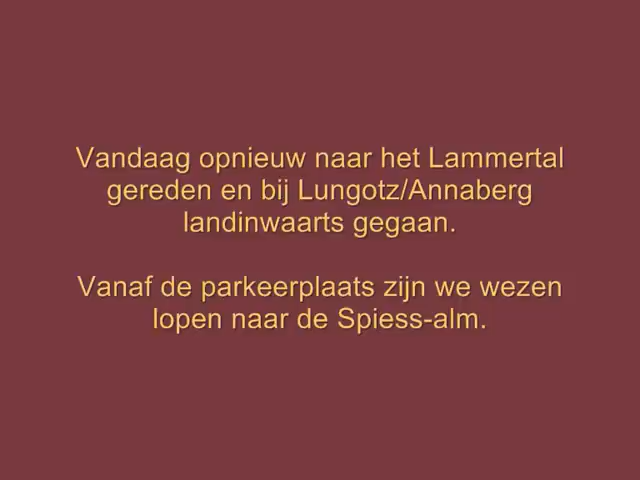 Vandaag opnieuw naar het Lammertal
gereden en bij Lungotz/Annaberg
landinwaarts gegaan.
Vanaf de parkeerplaats zijn we wezen
lopen naar de Spiess-alm.